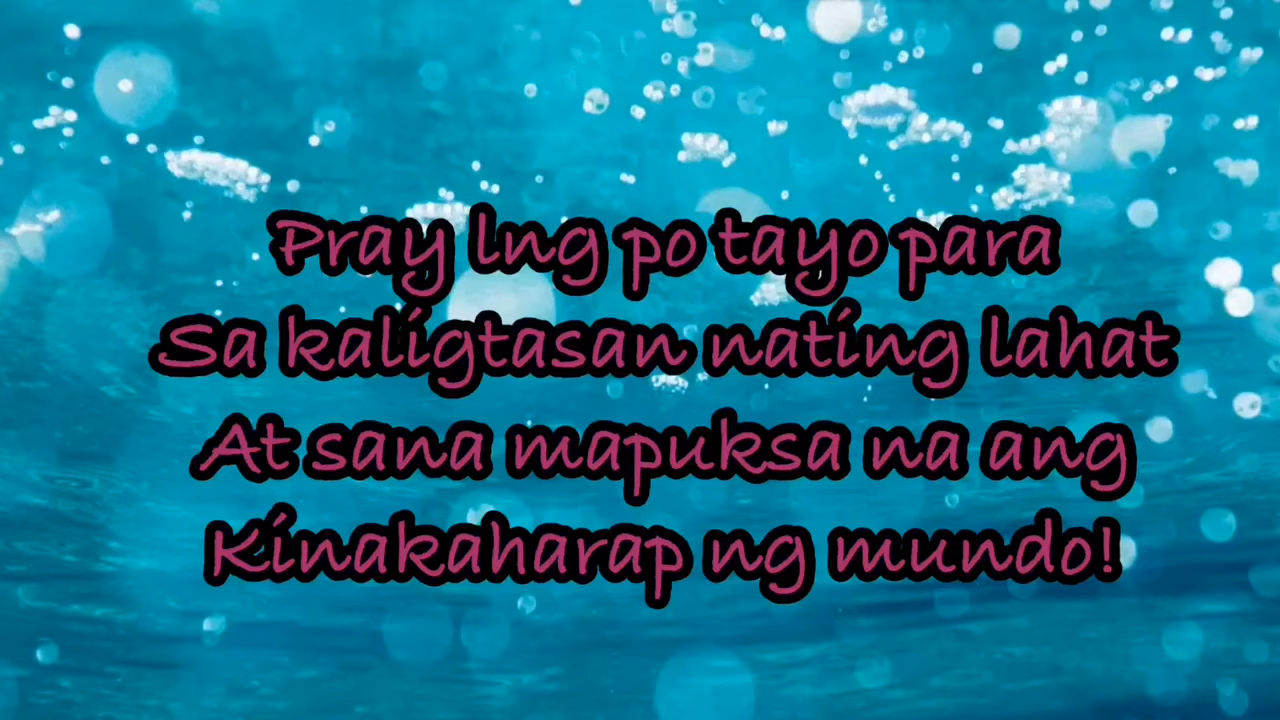 Pray lng po tayo para
Sa kaligtasan nating lahat
At sana mapuksa na ang
Kinakaharap ng mundo!